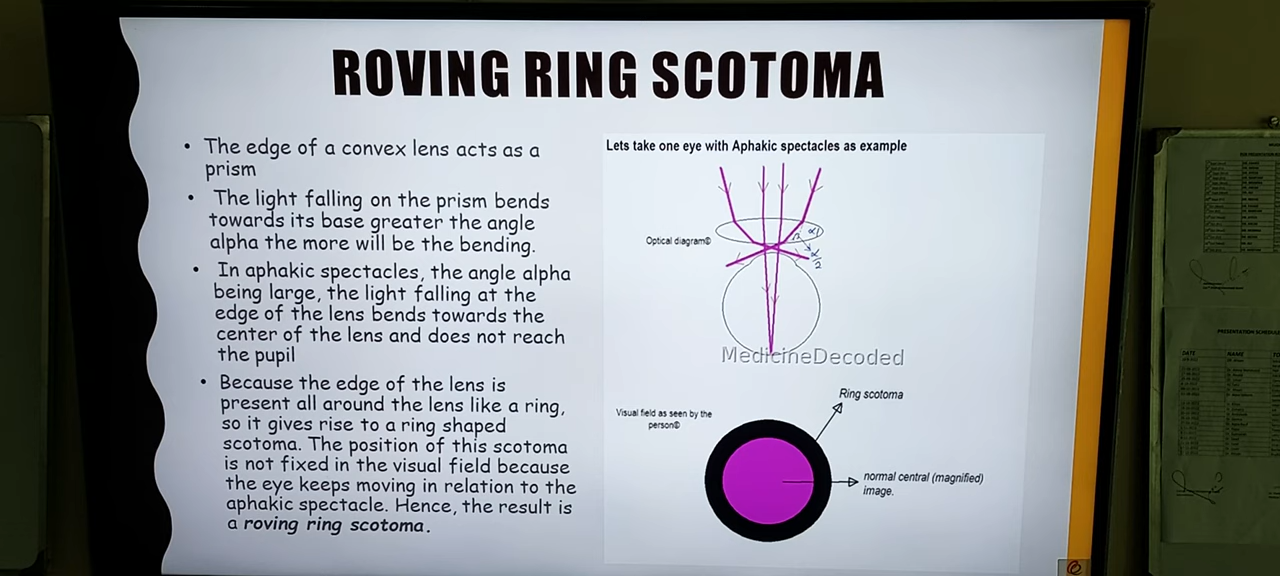 ROVING RING SCOTOMA
• The edge of a convex lens acts as a
prism
• The light falling on the prism bends
towards its base greater the angle
alpha the more will be the bending.
• In aphakic spectacles, the angle alpha
being large, the light falling at the
edge of the lens bends towards the
center of the lens and does not reach
the pupil
• Because the edge of the lens is
present all around the lens like a ring,
so it gives rise to a ring shaped
scotoma. The position of this scotoma
is not fixed in the visual field because
the eye keeps moving in relation to the
aphakic spectacle. Hence, the result is
a roving ring scotoma.
Lets take one eye with Aphakic spectacles as example
Optical diagram©
MedicineDecoded
Ring scotoma
Visual field as seen by the
person©
normal central (magnified)
image.
DATE
NAME